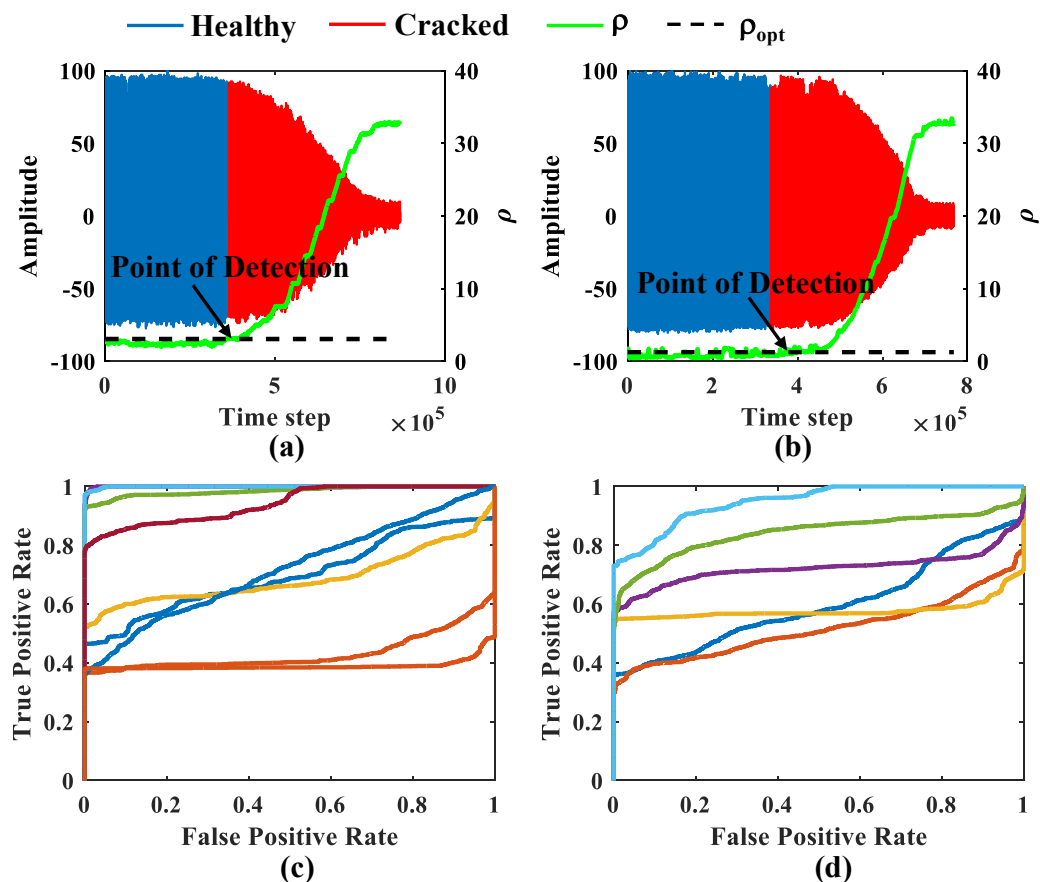 Healthy Cracked ρ ρopt
100 40 100 40
50 30 50 30
Amplitude 0 20 ρ Amplitude 0 20 ρ
Point of Detection Point of Detection
-50 10 -50 10
-100 0 -100 0
0 5 10 0 2 4 6 8
Time step ×10^5 Time step ×10^5
(a) (b)
1 1
0.8 0.8
0.6 0.6
True Positive Rate True Positive Rate
0.4 0.4
0.2 0.2
0 0
0 0.2 0.4 0.6 0.8 1 0 0.2 0.4 0.6 0.8 1
False Positive Rate False Positive Rate
(c) (d)